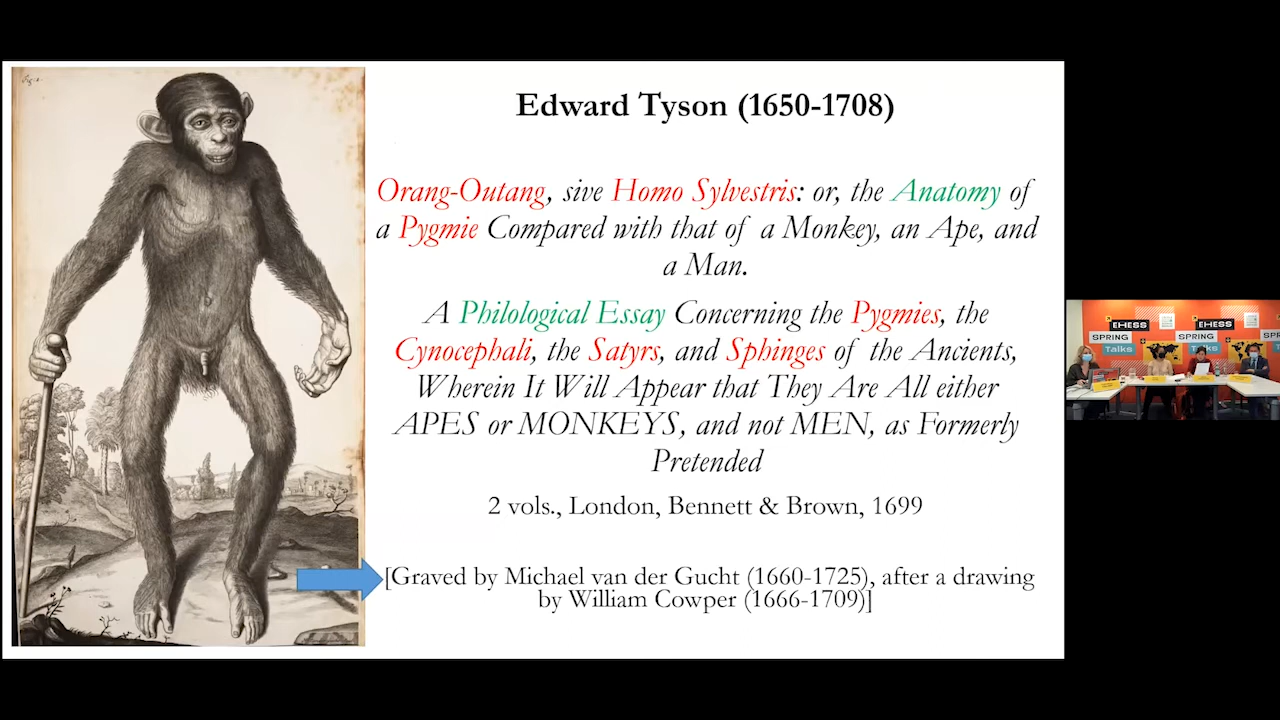 Fig. 1
Edward Tyson (1650-1708)
Orang-Outang, sive Homo Sylvestris: or, the Anatomy of
a Pygmie Compared with that of a Monkey, an Ape, and
a Man.
A Philological Essay Concerning the Pygmies, the
Cynocephali, the Satyrs, and Sphinges of the Ancients,
Wherein It Will Appear that They Are All either
APES or MONKEYS, and not MEN, as Formerly
Pretended
2 vols., London, Bennett & Brown, 1699
[Graved by Michael van der Gucht (1660-1725), after a drawing
by William Cowper (1666-1709)]
EHESS
SPRING
Talks
EHESS
SPRING
Talks
SPRING